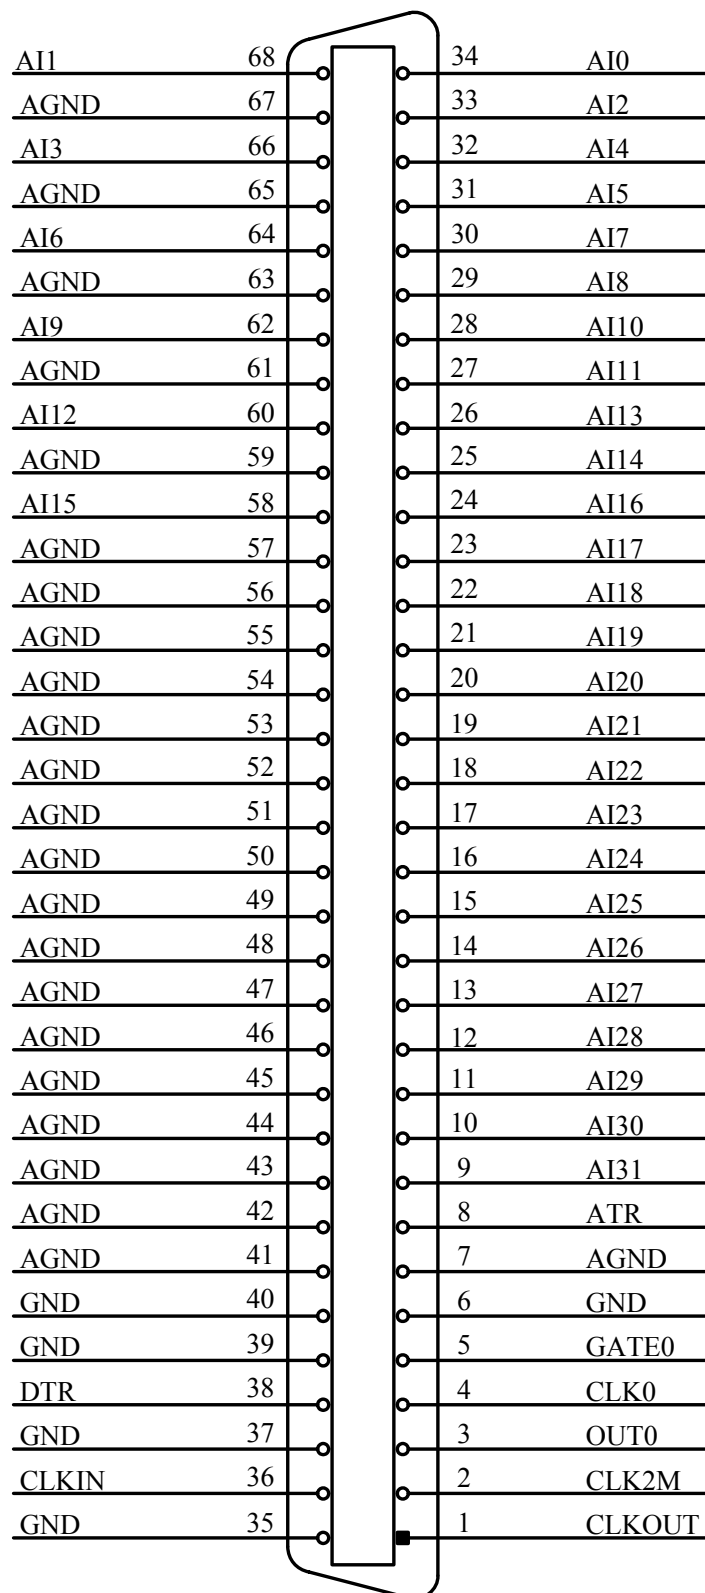 AI1 68 34 AI0
AGND 67 33 AI2
AI3 66 32 AI4
AGND 65 31 AI5
AI6 64 30 AI7
AGND 63 29 AI8
AI9 62 28 AI10
AGND 61 27 AI11
AI12 60 26 AI13
AGND 59 25 AI14
AI15 58 24 AI16
AGND 57 23 AI17
AGND 56 22 AI18
AGND 55 21 AI19
AGND 54 20 AI20
AGND 53 19 AI21
AGND 52 18 AI22
AGND 51 17 AI23
AGND 50 16 AI24
AGND 49 15 AI25
AGND 48 14 AI26
AGND 47 13 AI27
AGND 46 12 AI28
AGND 45 11 AI29
AGND 44 10 AI30
AGND 43 9 AI31
AGND 42 8 ATR
AGND 41 7 AGND
GND 40 6 GND
GND 39 5 GATE0
DTR 38 4 CLK0
GND 37 3 OUT0
CLKIN 36 2 CLK2M
GND 35 1 CLKOUT